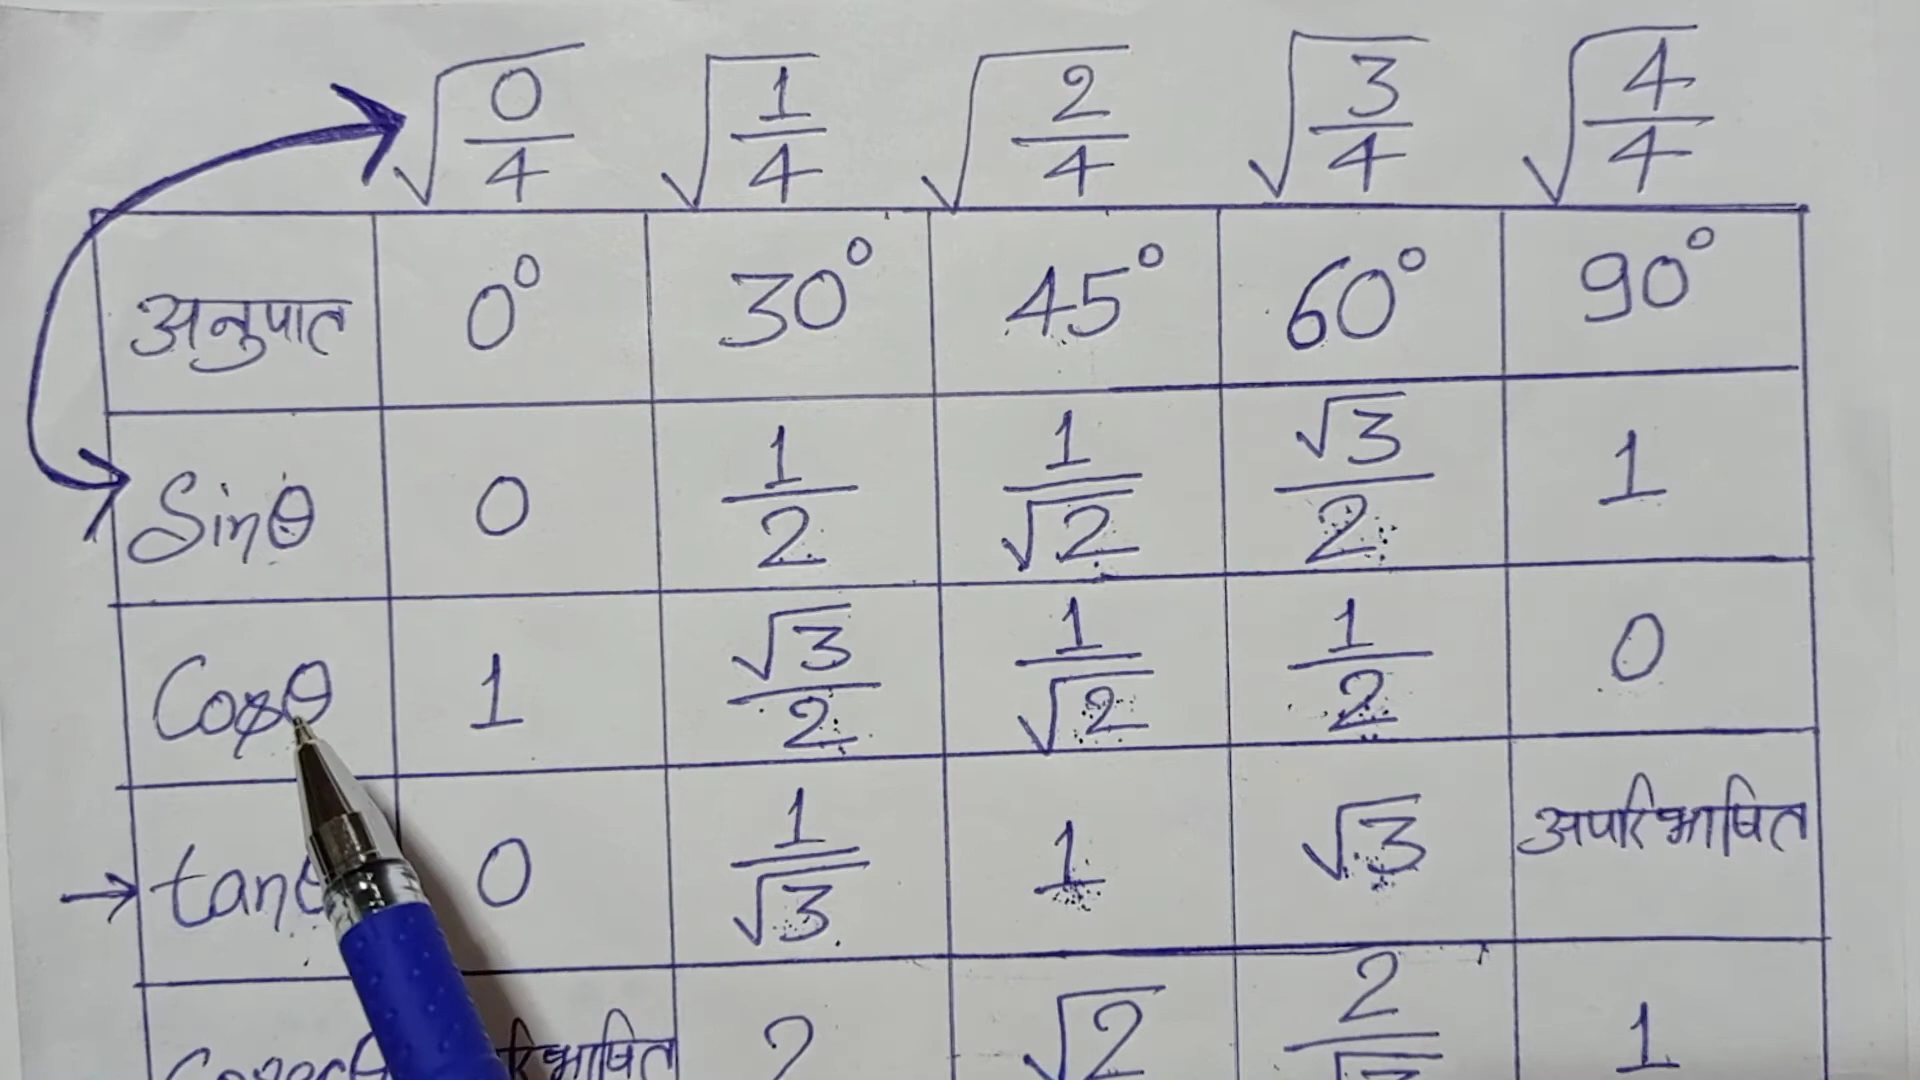 √0/4 √1/4 √2/4 √3/4 √4/4
अनुपात 0° 30° 45° 60° 90°
Sinθ 0 1/2 1/√2 √3/2 1
Cosθ 1 √3/2 1/√2 1/2 0
tanθ 0 1/√3 1 √3 अपरिभाषित
2 √2 2/ 1